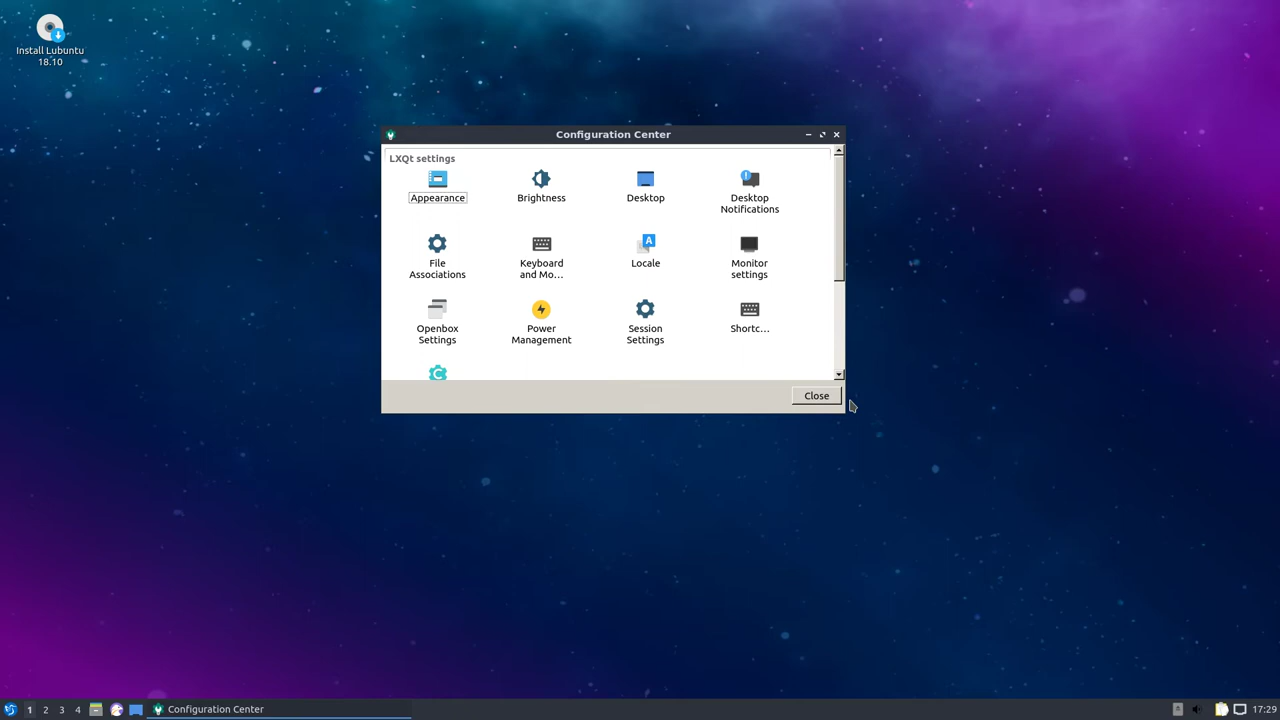 Install Lubuntu
18.10
Configuration Center
LXQt settings
Appearance
Brightness
Desktop
Desktop
Notifications
File
Associations
Keyboard
and Mo...
Locale
Monitor
settings
Openbox
Settings
Power
Management
Session
Settings
Shortc...
Close
1 2 3 4
Configuration Center
17:29